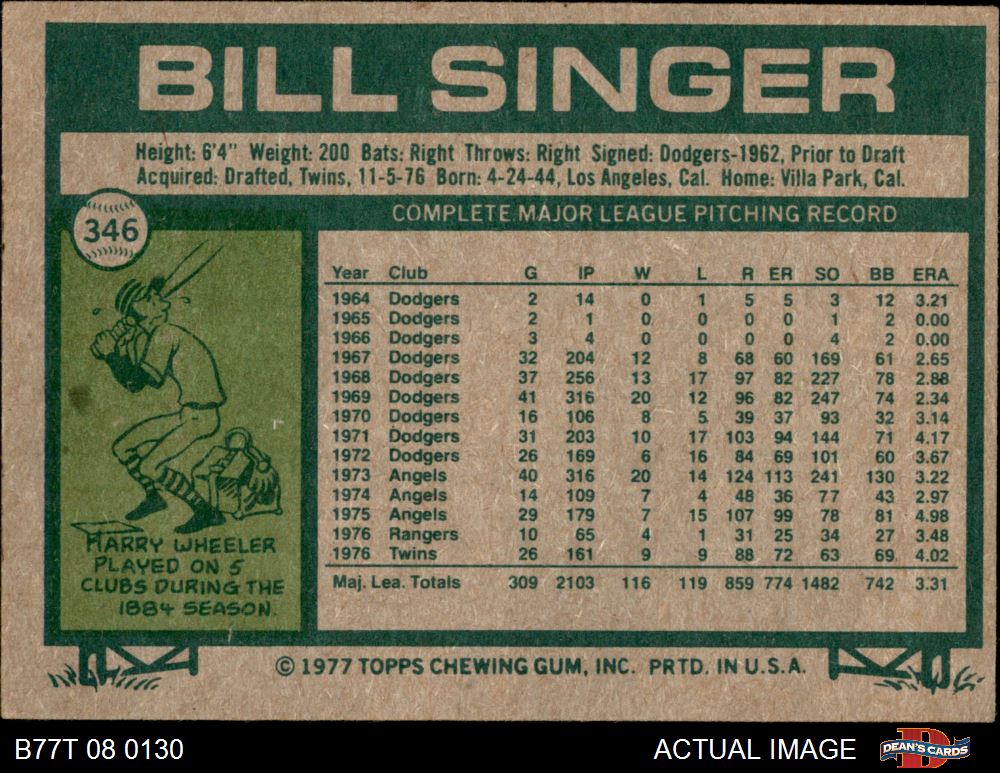 BILL SINGER
Height: 6'4" Weight: 200 Bats: Right Throws: Right Signed: Dodgers-1962, Prior to Draft
Acquired: Drafted, Twins, 11-5-76 Born: 4-24-44, Los Angeles, Cal. Home: Villa Park, Cal.
346
COMPLETE MAJOR LEAGUE PITCHING RECORD
Year Club G IP W L R ER SO BB ERA
1964 Dodgers 2 14 0 1 5 5 3 12 3.21
1965 Dodgers 2 1 0 0 0 0 1 2 0.00
1966 Dodgers 3 4 0 0 0 0 4 2 0.00
1967 Dodgers 32 204 12 8 68 60 169 61 2.65
1968 Dodgers 37 256 13 17 97 82 227 78 2.88
1969 Dodgers 41 316 20 12 96 82 247 74 2.34
1970 Dodgers 16 106 8 5 39 37 93 32 3.14
1971 Dodgers 31 203 10 17 103 94 144 71 4.17
1972 Dodgers 26 169 6 16 84 69 101 60 3.67
1973 Angels 40 316 20 14 124 113 241 130 3.22
1974 Angels 14 109 7 4 48 36 77 43 2.97
1975 Angels 29 179 7 15 107 99 78 81 4.98
1976 Rangers 10 65 4 1 31 25 34 27 3.48
1976 Twins 26 161 9 9 88 72 63 69 4.02
Maj. Lea. Totals 309 2103 116 119 859 774 1482 742 3.31
HARRY WHEELER
PLAYED ON 5
CLUBS DURING THE
1884 SEASON.
© 1977 TOPPS CHEWING GUM, INC. PRTD. IN U.S.A.
B77T 08 0130
ACTUAL IMAGE
DEAN'S CARDS